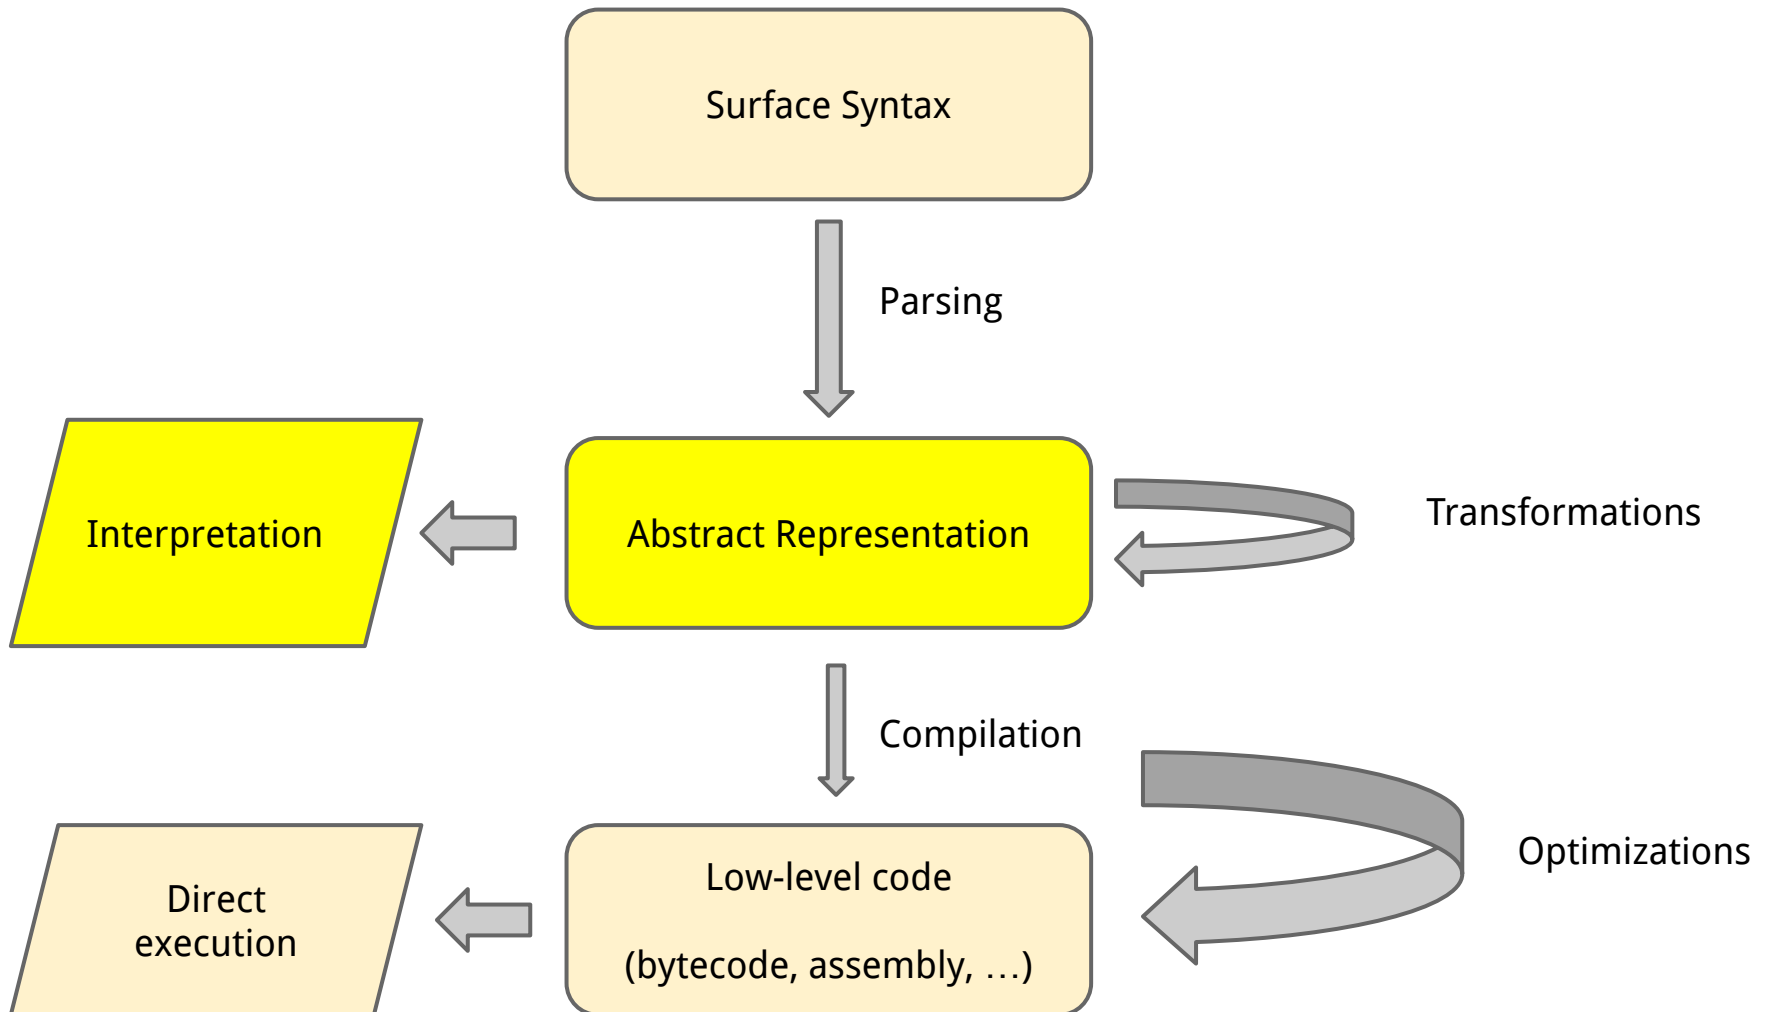 Surface Syntax
Parsing
Interpretation
Abstract Representation
Transformations
Compilation
Optimizations
Direct
execution
Low-level code
(bytecode, assembly, …)